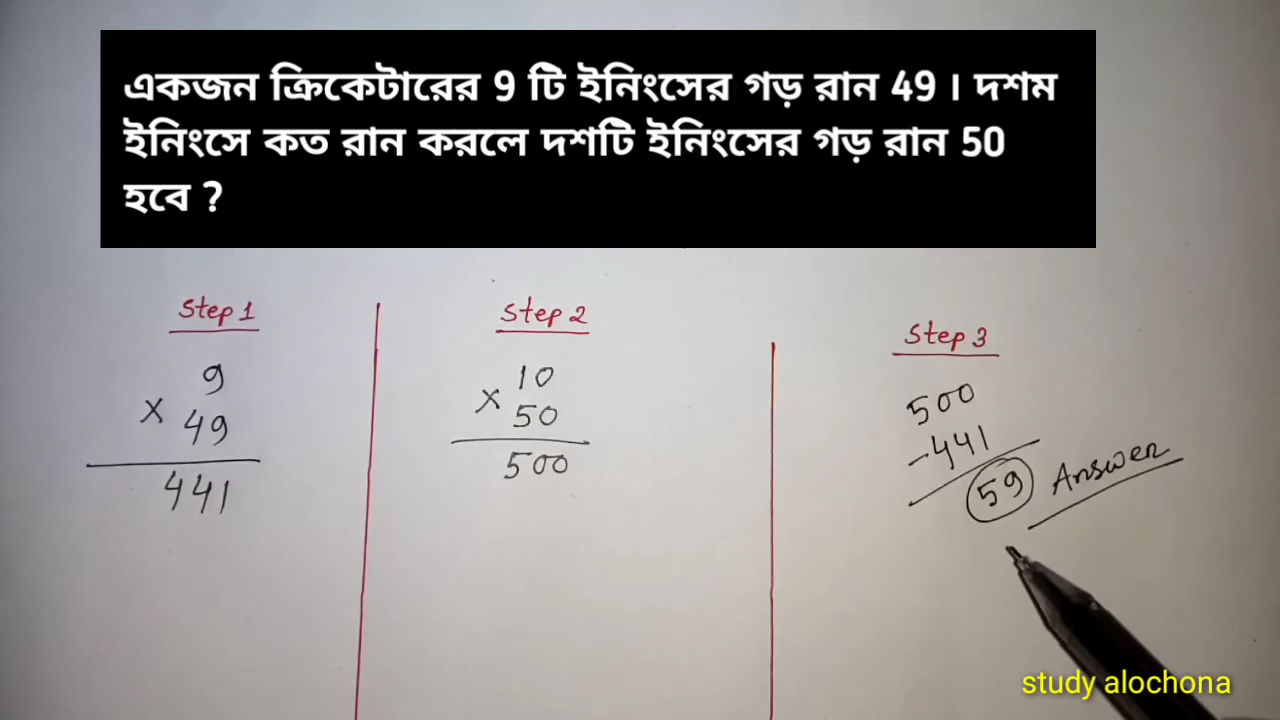 একজন ক্রিকেটারের 9 টি ইনিংসের গড় রান 49 । দশম
ইনিংসে কত রান করলে দশটি ইনিংসের গড় রান 50
হবে ?
Step 1
9
× 49
441
Step 2
10
× 50
500
Step 3
500
-441
59 Answer
study alochona